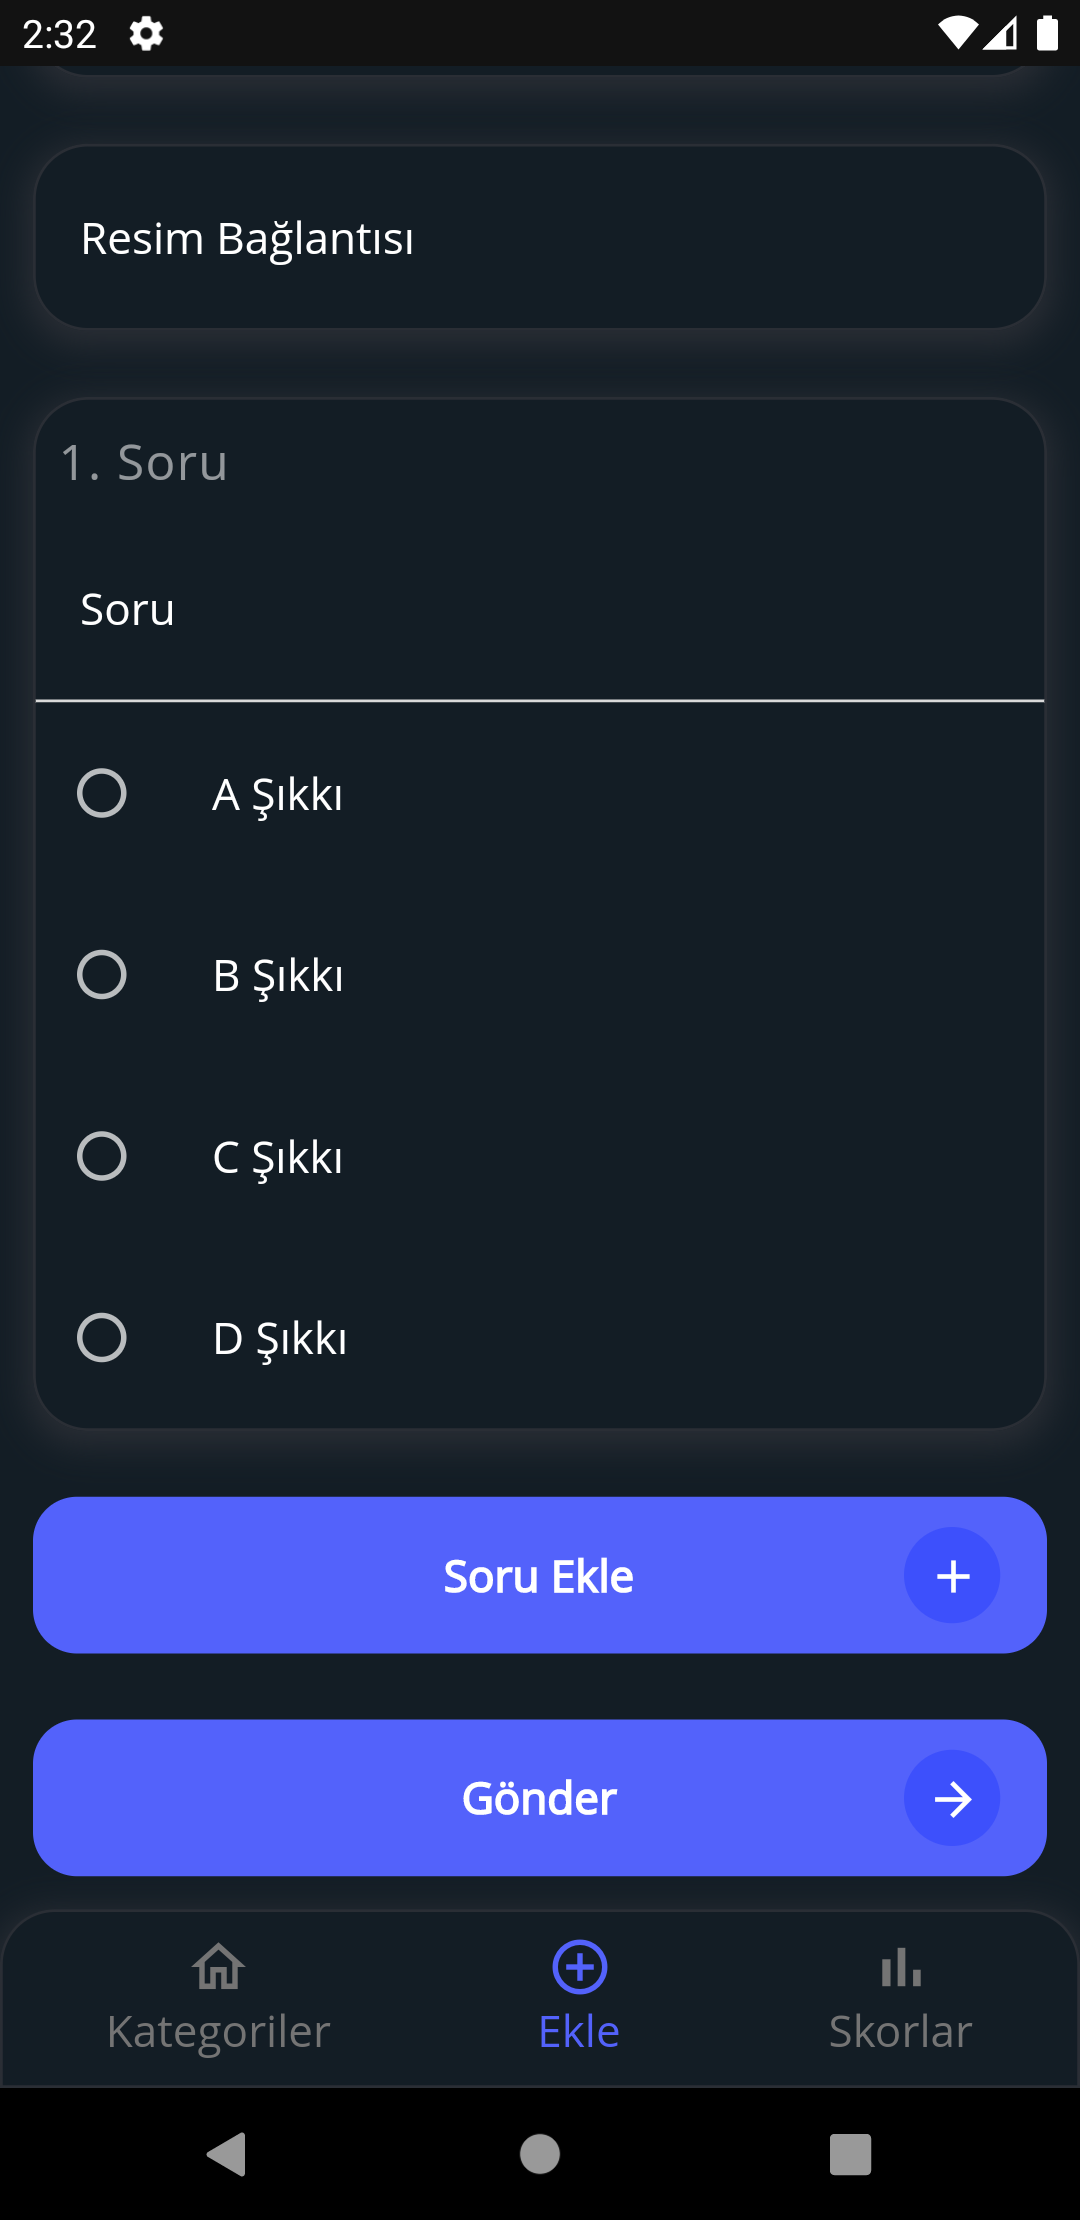 2:32
Resim Bağlantısı
1. Soru
Soru
A Şıkkı
B Şıkkı
C Şıkkı
D Şıkkı
Soru Ekle
Gönder
Kategoriler
Ekle
Skorlar